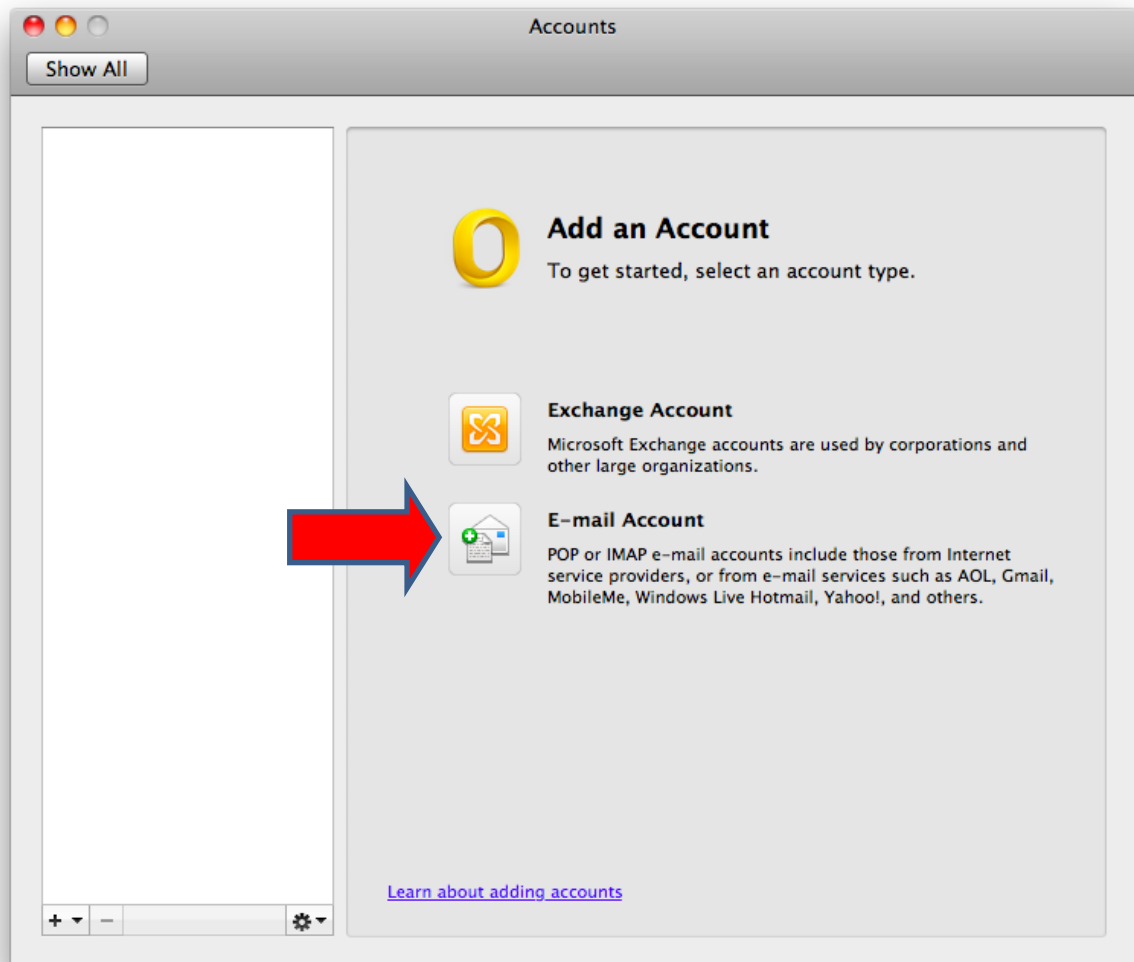 Accounts
Show All
Add an Account
To get started, select an account type.
Exchange Account
Microsoft Exchange accounts are used by corporations and
other large organizations.
E-mail Account
POP or IMAP e-mail accounts include those from Internet
service providers, or from e-mail services such as AOL, Gmail,
MobileMe, Windows Live Hotmail, Yahoo!, and others.
Learn about adding accounts